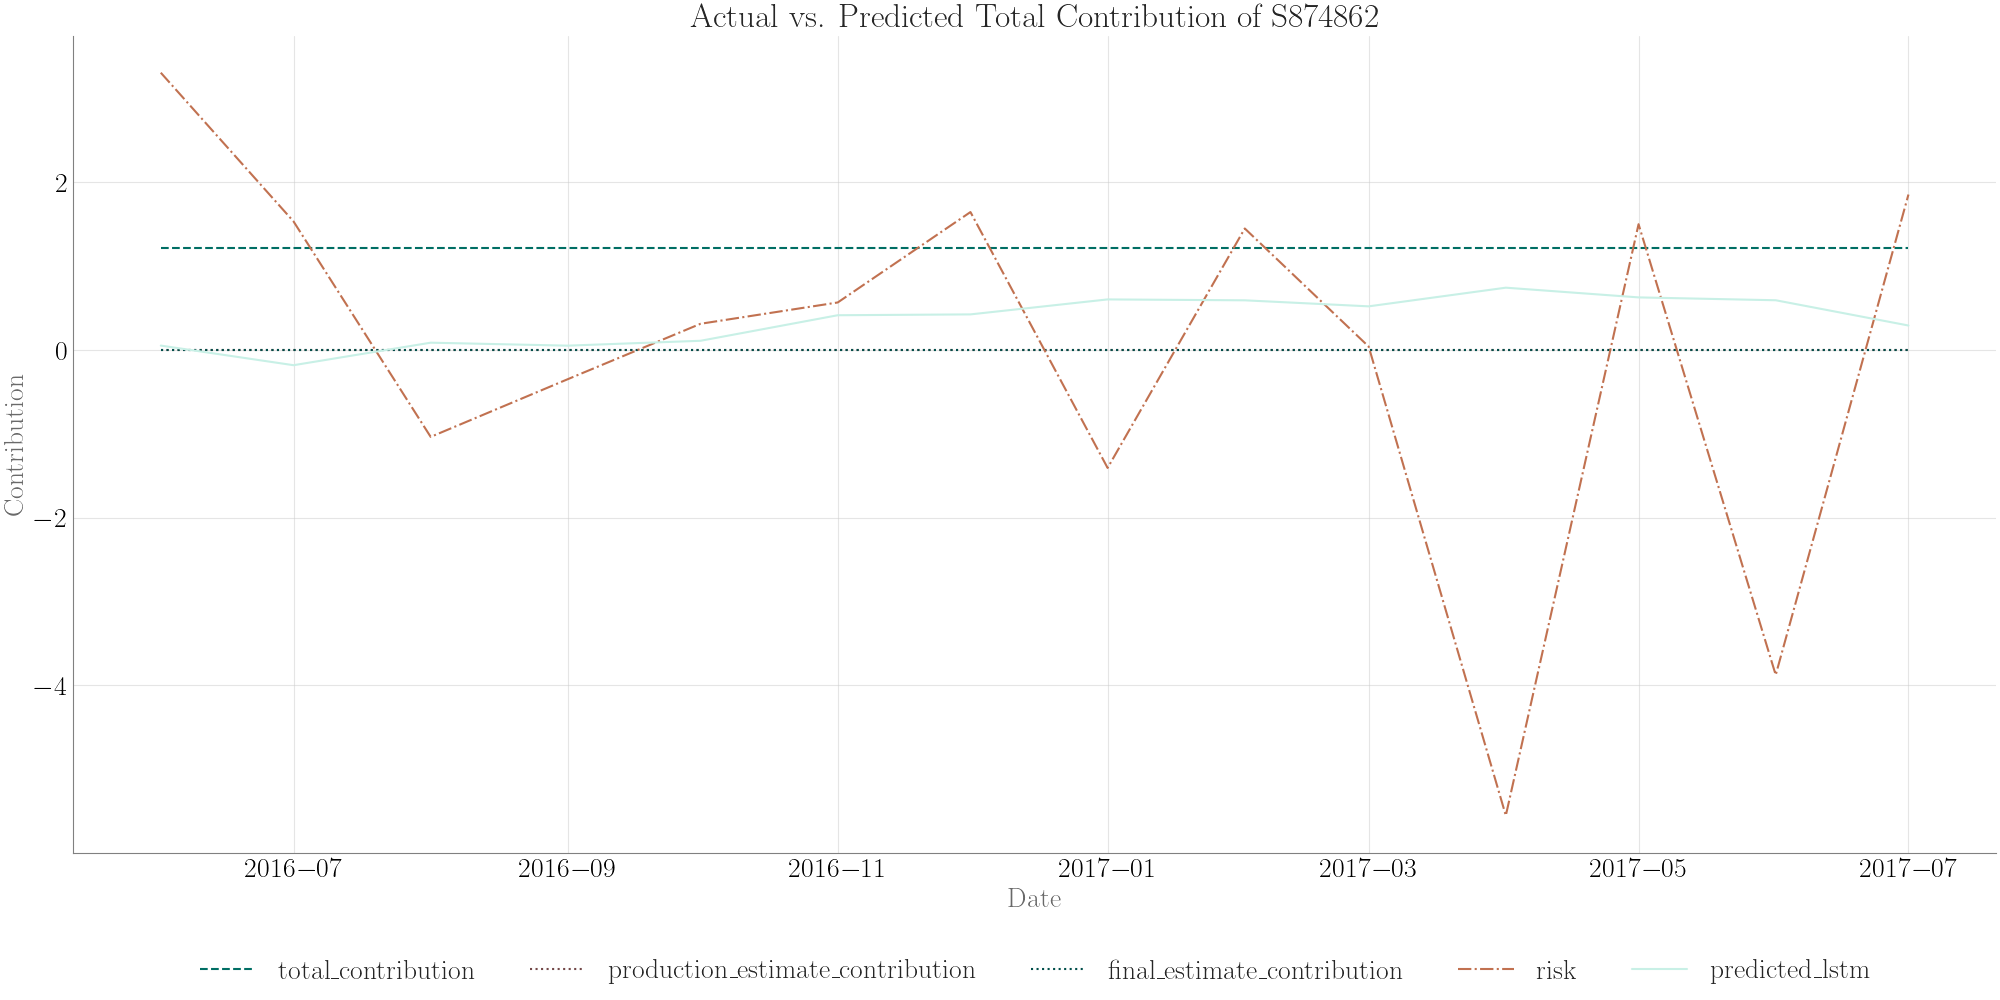 Actual vs. Predicted Total Contribution of S874862
2
0
−2
−4
Contribution
2016−07 2016−09 2016−11 2017−01 2017−03 2017−05 2017−07
Date
total_contribution production_estimate_contribution final_estimate_contribution risk predicted_lstm